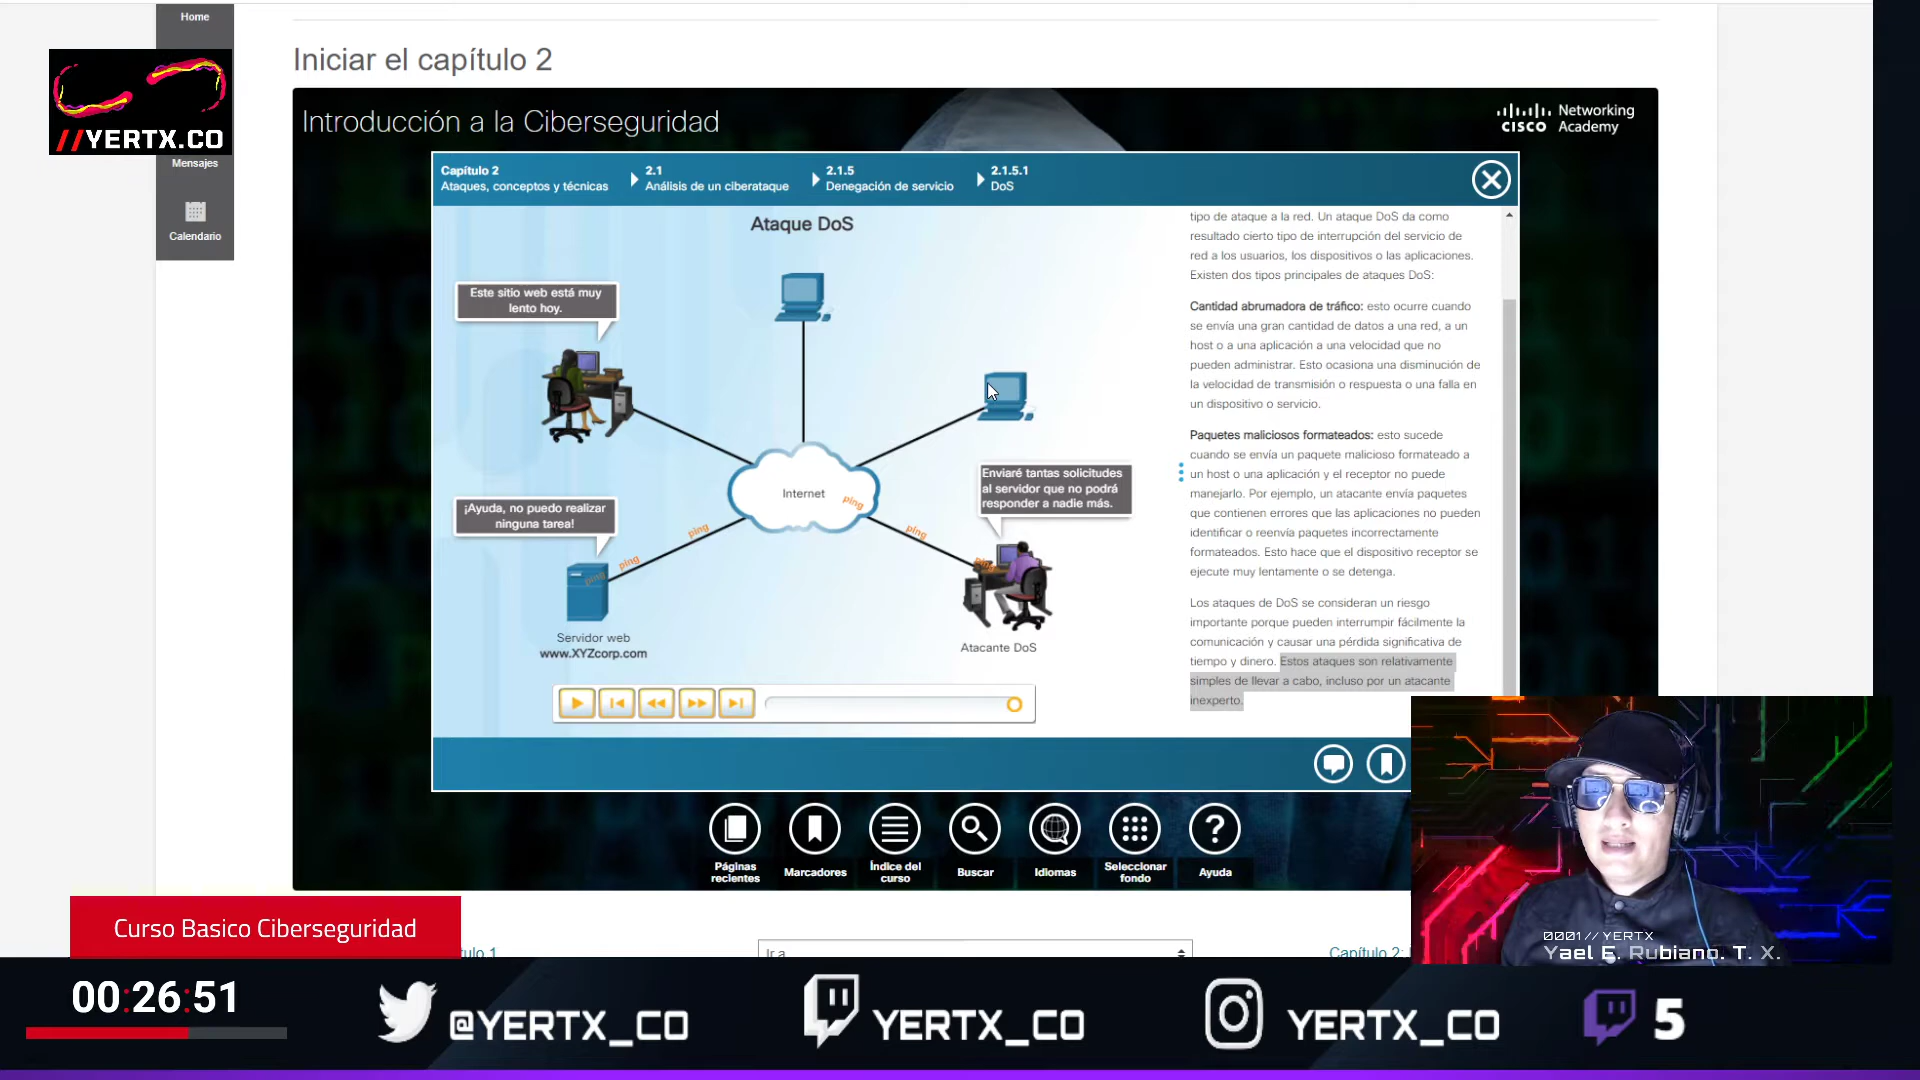 Home
Iniciar el capítulo 2
//YERTX.CO
Mensajes
Calendario
Introducción a la Ciberseguridad
Networking
CISCO Academy
Capítulo 2
Ataques, conceptos y técnicas
2.1
Análisis de un ciberataque
2.1.5
Denegación de servicio
2.1.5.1
DoS
Ataque DoS
Este sitio web está muy
lento hoy.
Internet
¡Ayuda, no puedo realizar
ninguna tarea!
Enviaré tantas solicitudes
al servidor que no podrá
responder a nadie más.
ping
ping
ping
ping
ping
Servidor web
www.XYZcorp.com
Atacante DoS
tipo de ataque a la red. Un ataque DoS da como
resultado cierto tipo de interrupción del servicio de
red a los usuarios, los dispositivos o las aplicaciones.
Existen dos tipos principales de ataques DoS:
Cantidad abrumadora de tráfico: esto ocurre cuando
se envía una gran cantidad de datos a una red, a un
host o a una aplicación a una velocidad que no
pueden administrar. Esto ocasiona una disminución de
la velocidad de transmisión o respuesta o una falla en
un dispositivo o servicio.
Paquetes maliciosos formateados: esto sucede
cuando se envía un paquete malicioso formateado a
un host o una aplicación y el receptor no puede
manejarlo. Por ejemplo, un atacante envía paquetes
que contienen errores que las aplicaciones no pueden
identificar o reenvía paquetes incorrectamente
formateados. Esto hace que el dispositivo receptor se
ejecute muy lentamente o se detenga.
Los ataques de DoS se consideran un riesgo
importante porque pueden interrumpir fácilmente la
comunicación y causar una pérdida significativa de
tiempo y dinero. Estos ataques son relativamente
simples de llevar a cabo, incluso por un atacante
inexperto.
Páginas
recientes
Marcadores
Índice del
curso
Buscar
Idiomas
Seleccionar
fondo
Ayuda
Curso Basico Ciberseguridad
tulo 1
Ir a
Capítulo 2:
0001 // YERTX
Yael E. Rubiano. T. X.
00:26:51
@YERTX_CO
YERTX_CO
YERTX_CO
5